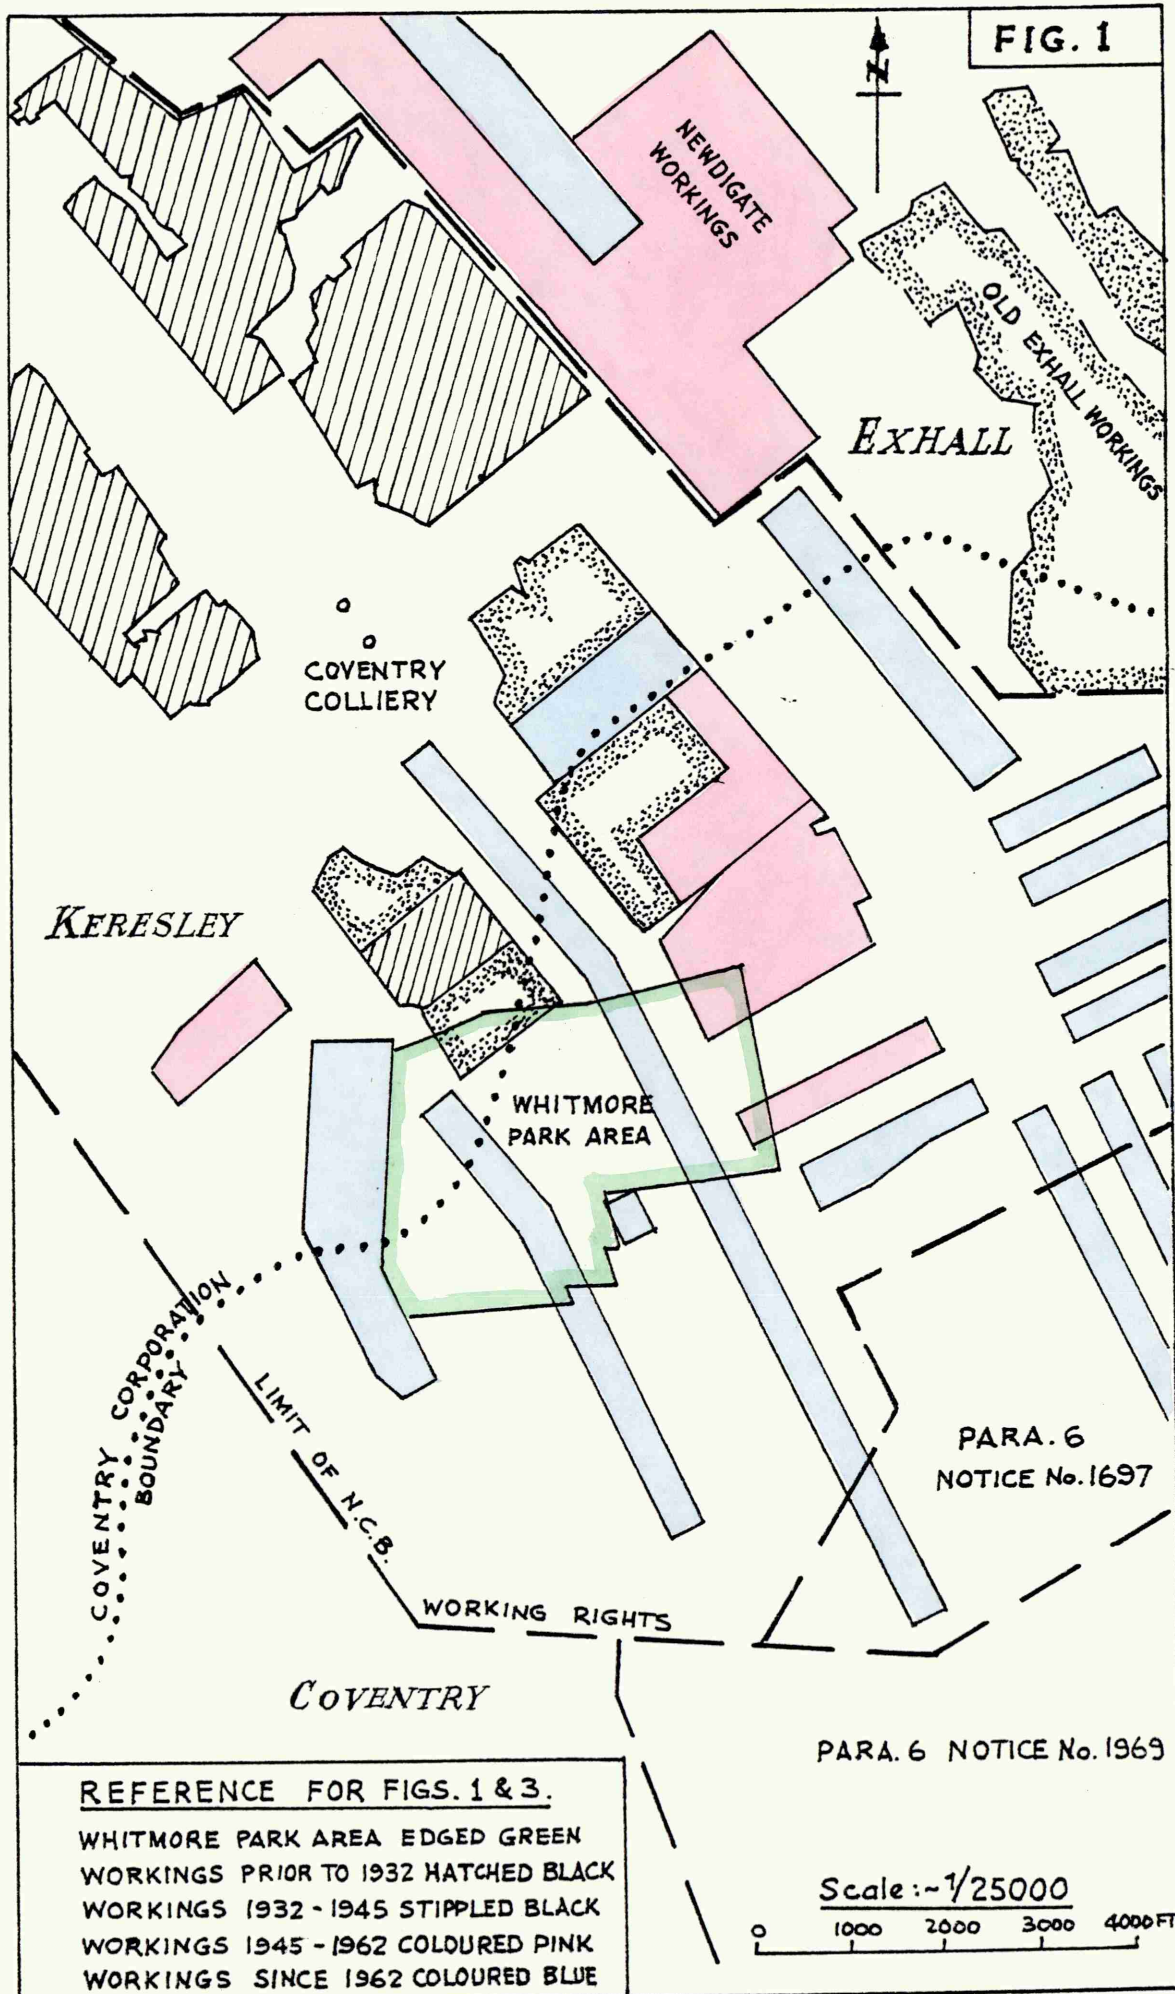 FIG. 1
N
NEWDIGATE
WORKINGS
OLD EXHALL WORKINGS
EXHALL
COVENTRY
COLLIERY
KERESLEY
WHITMORE
PARK AREA
COVENTRY CORPORATION
BOUNDARY
LIMIT OF N.C.B.
WORKING RIGHTS
PARA. 6
NOTICE No. 1697
COVENTRY
PARA. 6 NOTICE No. 1969
REFERENCE FOR FIGS. 1 & 3.
WHITMORE PARK AREA EDGED GREEN
WORKINGS PRIOR TO 1932 HATCHED BLACK
WORKINGS 1932-1945 STIPPLED BLACK
WORKINGS 1945-1962 COLOURED PINK
WORKINGS SINCE 1962 COLOURED BLUE
Scale:~1/25000
0 1000 2000 3000 4000 FT